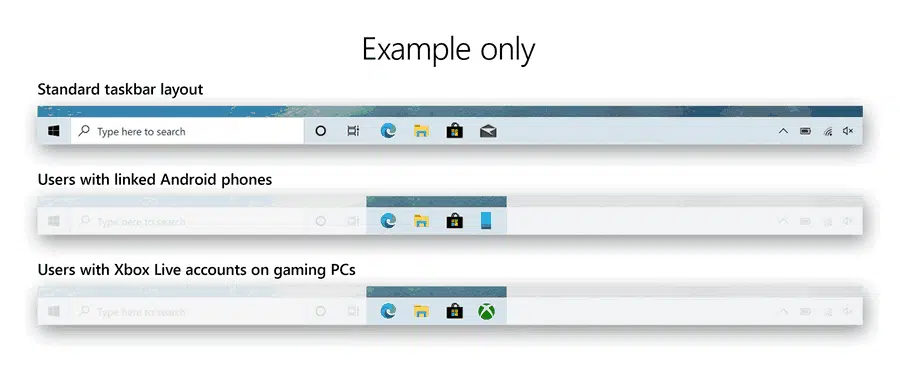 Example only
Standard taskbar layout
Type here to search
Users with linked Android phones
Type here to search
Users with Xbox Live accounts on gaming PCs
Type here to search